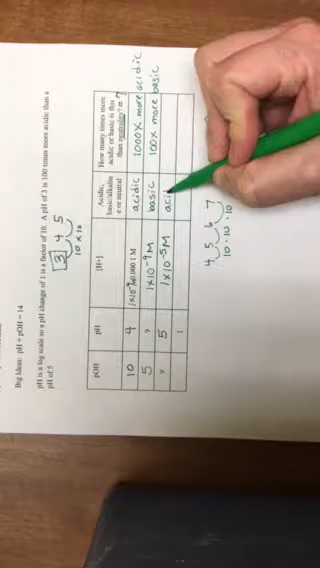 Big Ideas: pH + pOH = 14
pH is a log scale so a pH change of 1 is a factor of 10. A pH of 3 is 100 times more acidic than a
pH of 5
3 4 5
10 x 10
pOH pH [H+] Acidic, basic/alkaline or neutral How many times more acidic or basic is this than neutrality? = 7
10 4 1x10 0.0001 M acidic 1000X more acidic
5 9 1x10⁻⁹M basic 100X more basic
9 5 1x10⁻⁵M aci
1
4 5 6 7
10·10·10